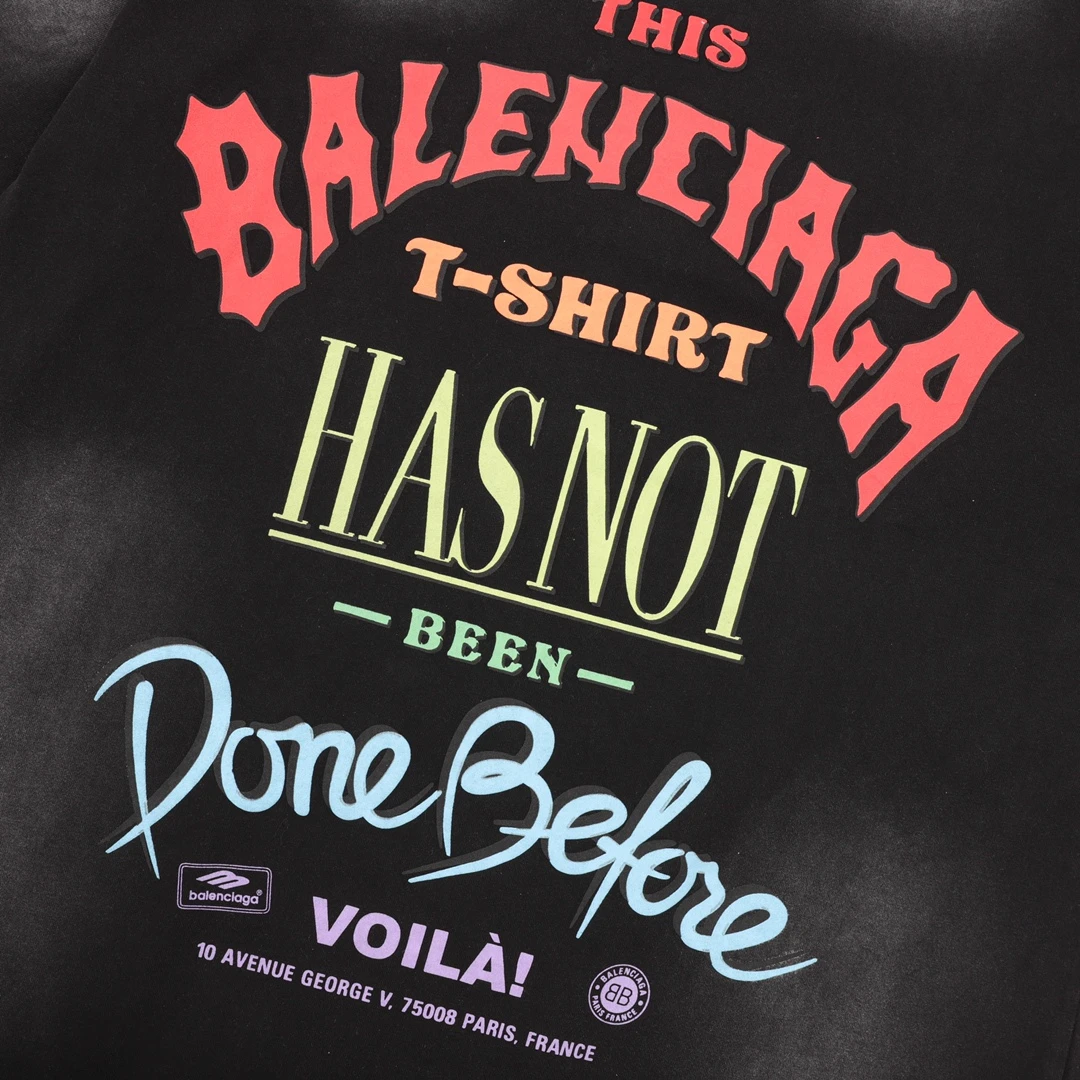 THIS
BALENCIAGA
T-SHIRT
HAS NOT
— BEEN —
Done Before
balenciaga®
VOILÀ!
10 AVENUE GEORGE V, 75008 PARIS, FRANCE
BALENCIAGA
BB
PARIS FRANCE